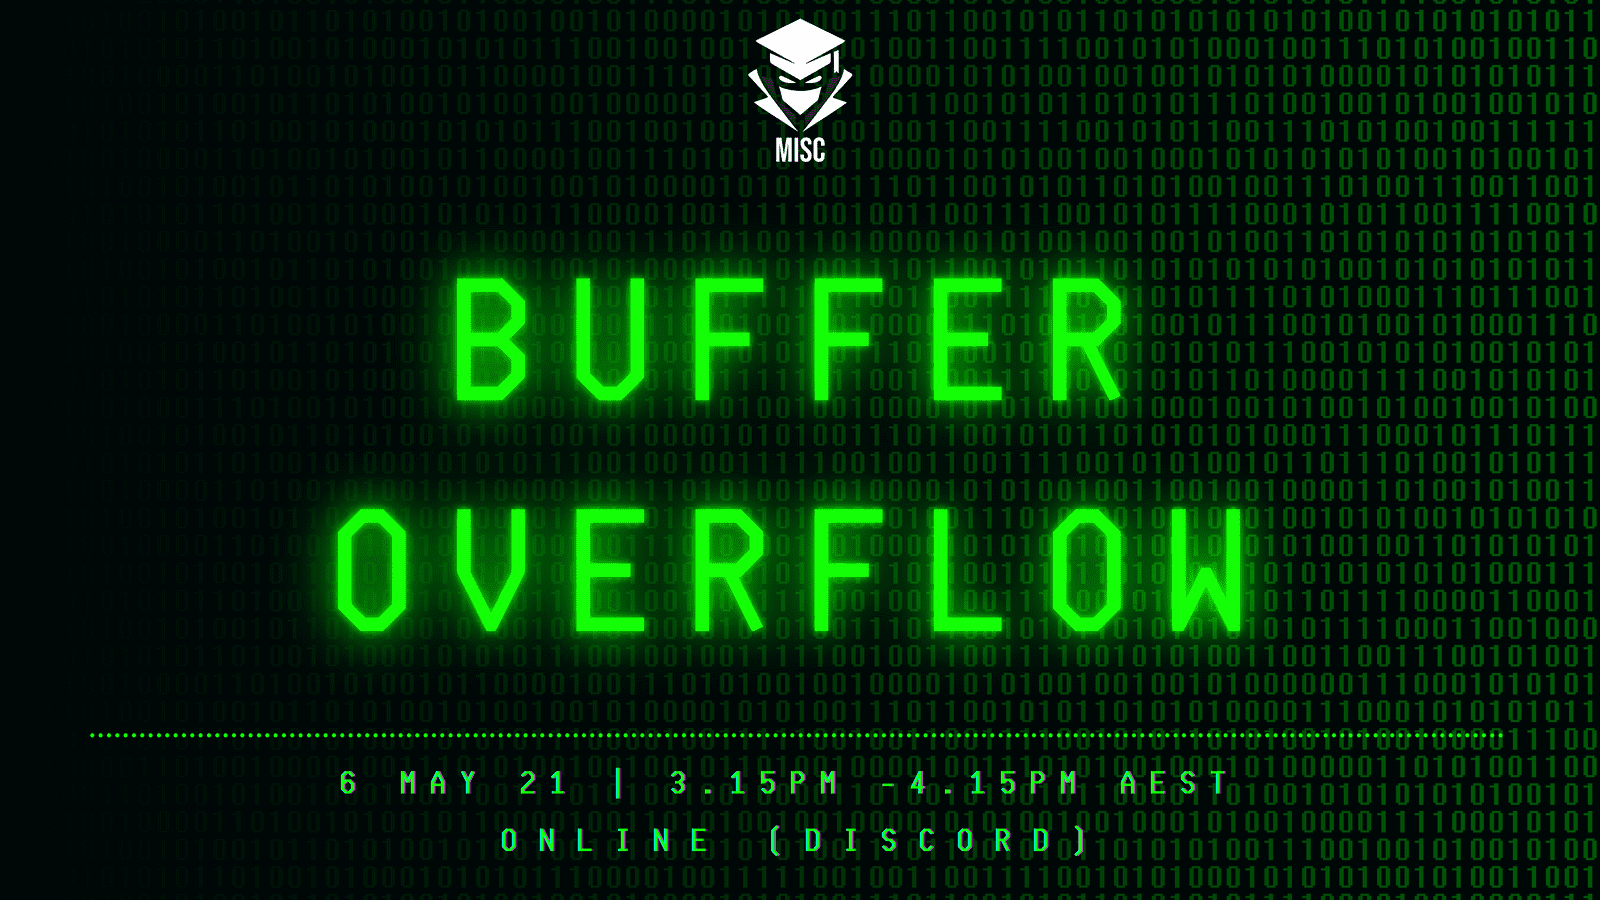 MISC
BUFFER
OVERFLOW
6 MAY 21 | 3.15PM -4.15PM AEST
ONLINE (DISCORD)